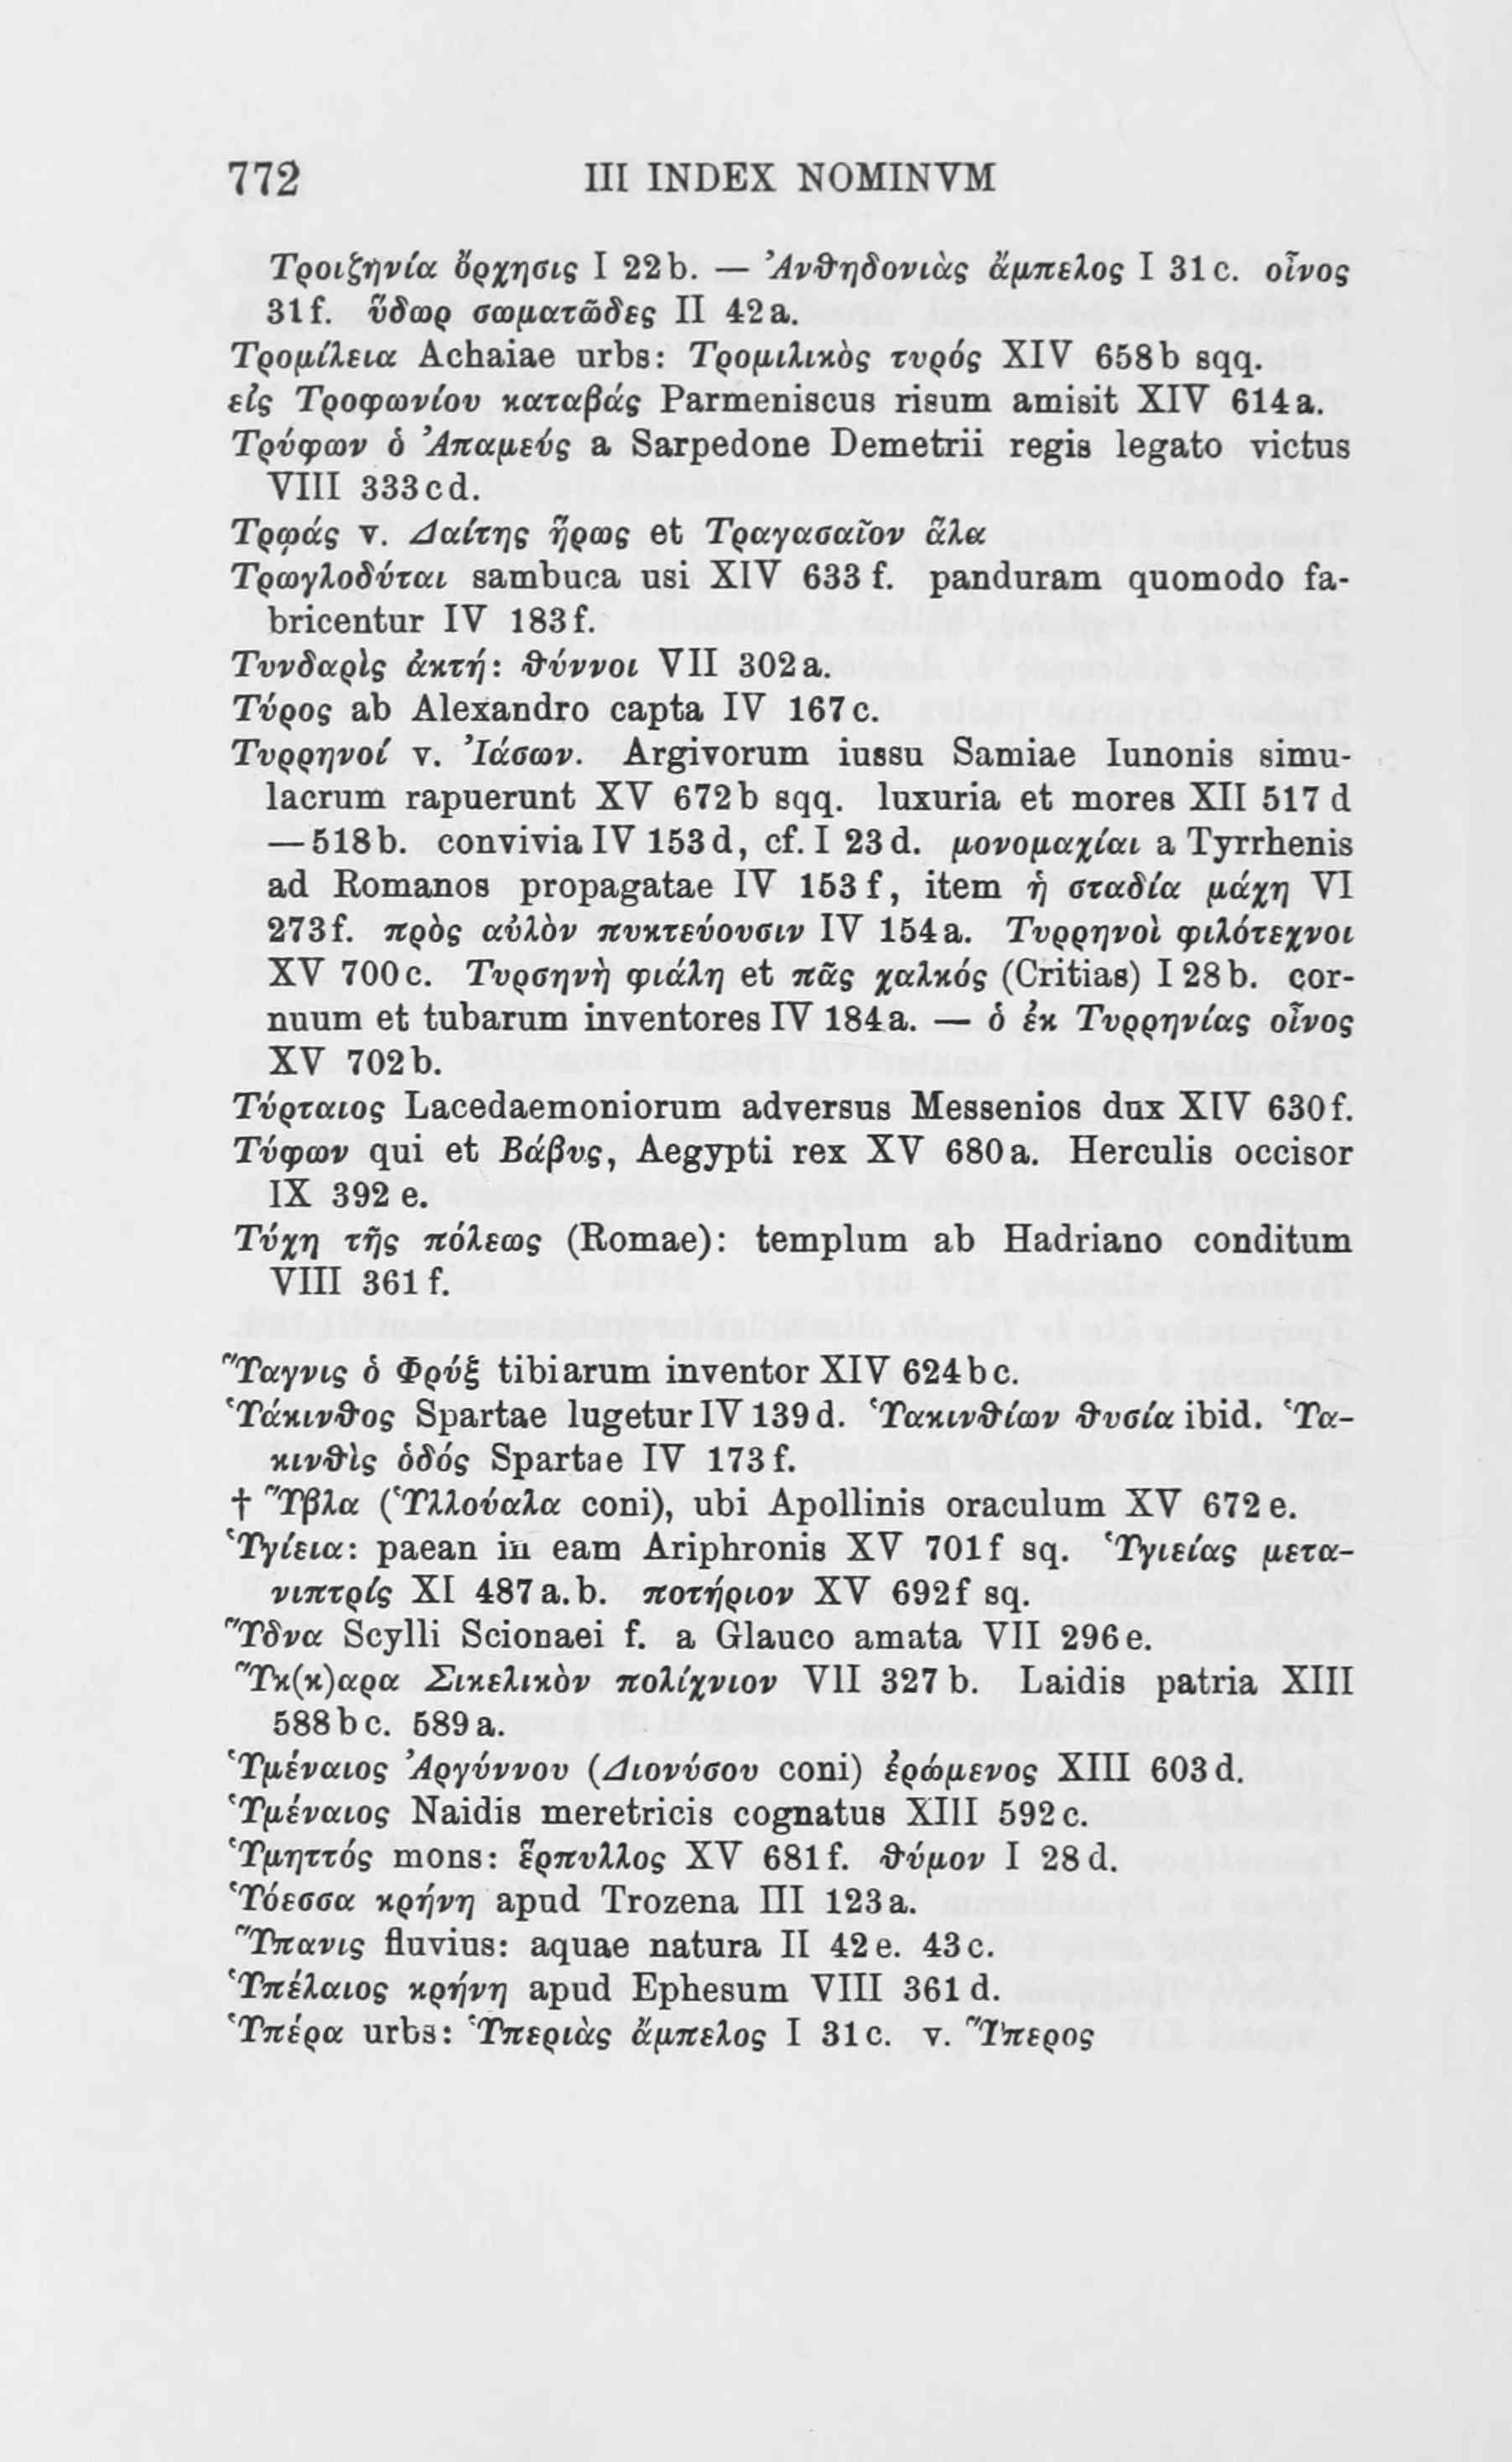 772 III INDEX NOMINVM
Τροιζηνία ὄρχησις I 22b. — Ἀνθηδονιὰς ἄμπελος I 31c. οἶνος
31f. ὕδωρ σωματῶδες II 42a.
Τρομίλεια Achaiae urbs: Τρομιλικὸς τυρός XIV 658b sqq.
εἰς Τροφωνίου καταβάς Parmeniscus risum amisit XIV 614a.
Τρύφων ὁ Ἀπαμεύς a Sarpedone Demetrii regis legato victus
VIII 333cd.
Τρῳάς v. Δαίτης ἥρως et Τραγασαῖον ἅλα
Τρωγλοδύται sambuca usi XIV 633f. panduram quomodo fa-
bricentur IV 183f.
Τυνδαρὶς ἀκτή: θύννοι VII 302a.
Τύρος ab Alexandro capta IV 167c.
Τυρρηνοί v. Ἰάσων. Argivorum iussu Samiae Iunonis simu-
lacrum rapuerunt XV 672b sqq. luxuria et mores XII 517d
—518b. convivia IV 153d, cf. I 23d. μονομαχίαι a Tyrrhenis
ad Romanos propagatae IV 153f, item ἡ σταδία μάχη VI
273f. πρὸς αὐλὸν πυκτεύουσιν IV 154a. Τυρρηνοὶ φιλότεχνοι
XV 700c. Τυρσηνὴ φιάλη et πᾶς χαλκός (Critias) I 28b. cor-
nuum et tubarum inventores IV 184a. — ὁ ἐκ Τυρρηνίας οἶνος
XV 702b.
Τύρταιος Lacedaemoniorum adversus Messenios dux XIV 630f.
Τύφων qui et Βάβυς, Aegypti rex XV 680a. Herculis occisor
IX 392e.
Τύχη τῆς πόλεως (Romae): templum ab Hadriano conditum
VIII 361f.
Ὕαγνις ὁ Φρύξ tibiarum inventor XIV 624bc.
Ὑάκινθος Spartae lugetur IV 139d. Ὑακινθίων θυσία ibid. Ὑα-
κινθὶς ὁδός Spartae IV 173f.
† Ὕβλα (Ὑλλούαλα coni), ubi Apollinis oraculum XV 672e.
Ὑγίεια: paean in eam Ariphronis XV 701f sq. Ὑγιείας μετα-
νιπτρίς XI 487a.b. ποτήριον XV 692f sq.
Ὕδνα Scylli Scionaei f. a Glauco amata VII 296e.
Ὕκ(κ)αρα Σικελικὸν πολίχνιον VII 327b. Laidis patria XIII
588bc. 589a.
Ὑμέναιος Ἀργύννου (Διονύσου coni) ἐρώμενος XIII 603d.
Ὑμέναιος Naidis meretricis cognatus XIII 592c.
Ὑμηττός mons: ἕρπυλλος XV 681f. θύμον I 28d.
Ὑόεσσα κρήνη apud Trozena III 123a.
Ὕπανις fluvius: aquae natura II 42e. 43c.
Ὑπέλαιος κρήνη apud Ephesum VIII 361d.
Ὑπέρα urbs: Ὑπεριὰς ἄμπελος I 31c. v. Ὕπερος